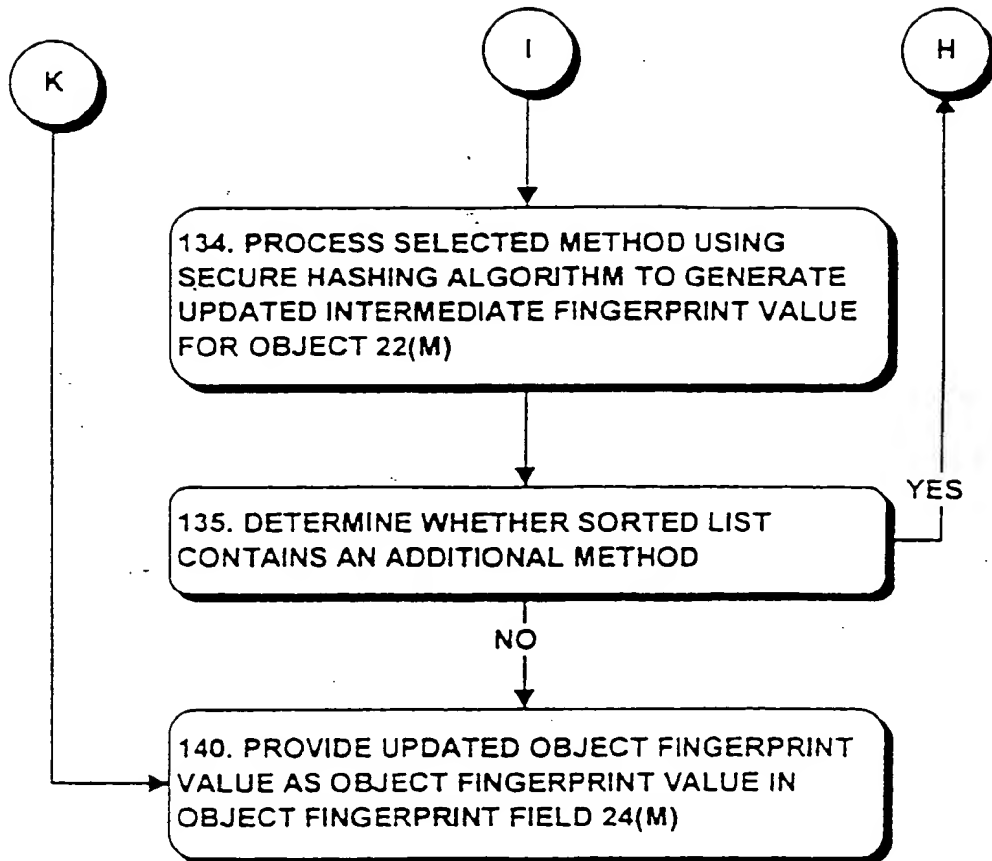 K
I
H
134. PROCESS SELECTED METHOD USING
SECURE HASHING ALGORITHM TO GENERATE
UPDATED INTERMEDIATE FINGERPRINT VALUE
FOR OBJECT 22(M)
YES
135. DETERMINE WHETHER SORTED LIST
CONTAINS AN ADDITIONAL METHOD
NO
140. PROVIDE UPDATED OBJECT FINGERPRINT
VALUE AS OBJECT FINGERPRINT VALUE IN
OBJECT FINGERPRINT FIELD 24(M)